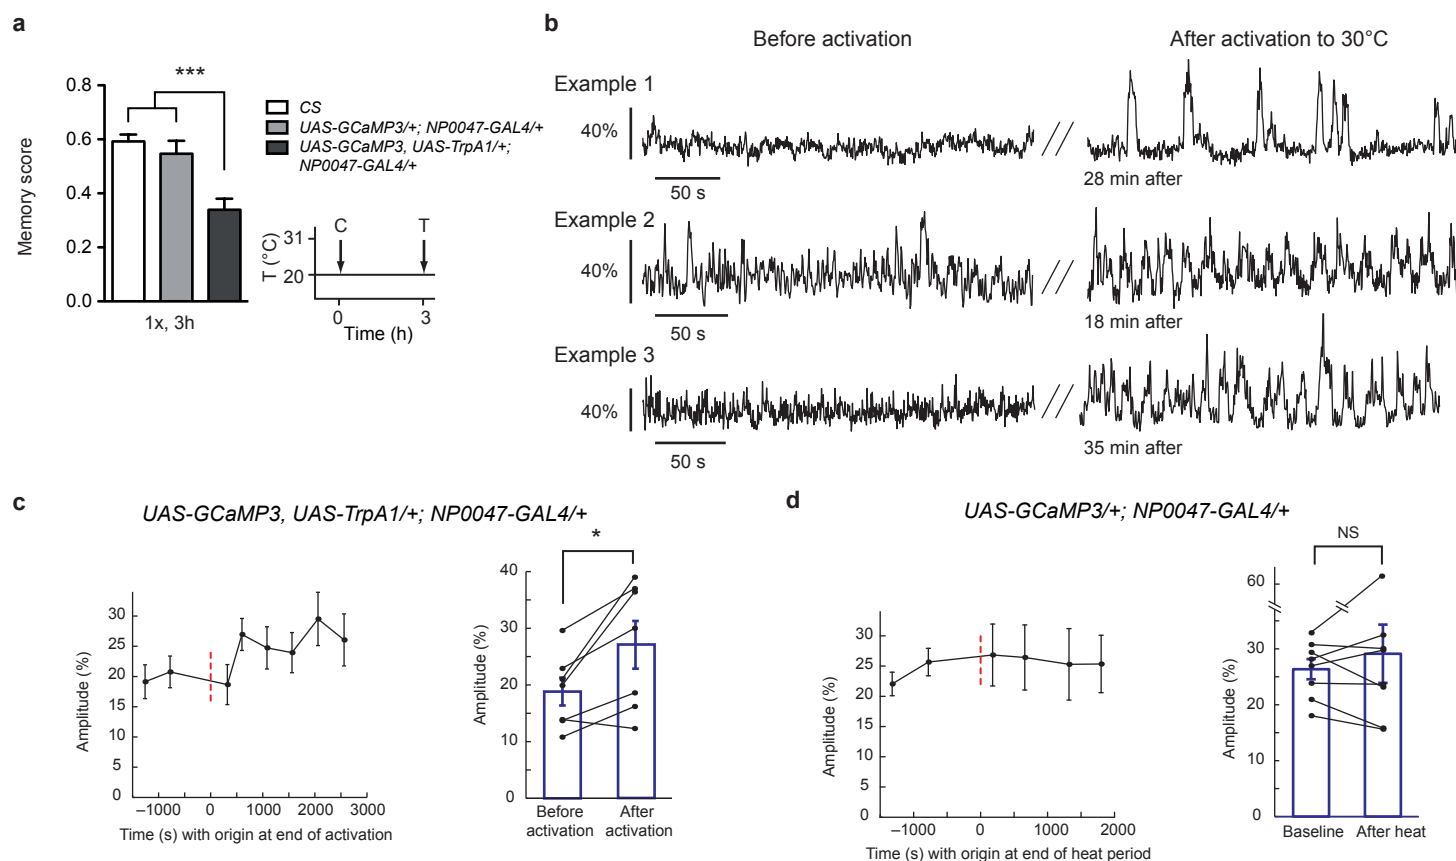 a
0.8
0.6
0.4
0.2
0.0
Memory score
***
1x, 3h
CS
UAS-GCaMP3/+; NP0047-GAL4/+
UAS-GCaMP3, UAS-TrpA1/+;
NP0047-GAL4/+
C
T
31
20
T (°C)
0
3
Time (h)
b
Before activation
After activation to 30°C
Example 1
40%
50 s
28 min after
Example 2
40%
50 s
18 min after
Example 3
40%
50 s
35 min after
c
UAS-GCaMP3, UAS-TrpA1/+; NP0047-GAL4/+
30
25
20
15
10
5
0
Amplitude (%)
–1000
0
1000
2000
3000
Time (s) with origin at end of activation
*
40
30
20
10
0
Amplitude (%)
Before
activation
After
activation
d
UAS-GCaMP3/+; NP0047-GAL4/+
30
25
20
15
10
5
0
Amplitude (%)
–1000
0
1000
2000
Time (s) with origin at end of heat period
NS
60
30
20
10
0
Amplitude (%)
Baseline
After heat